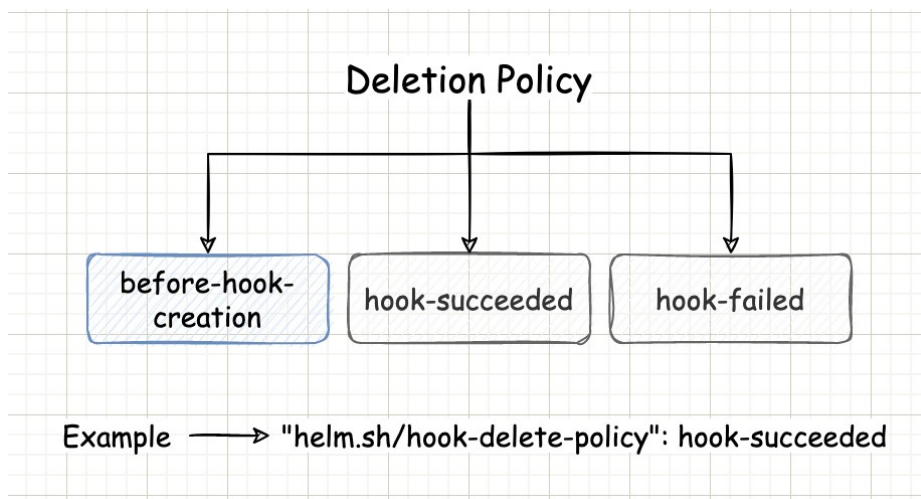 Deletion Policy
before-hook-
creation
hook-succeeded
hook-failed
Example
"helm.sh/hook-delete-policy": hook-succeeded